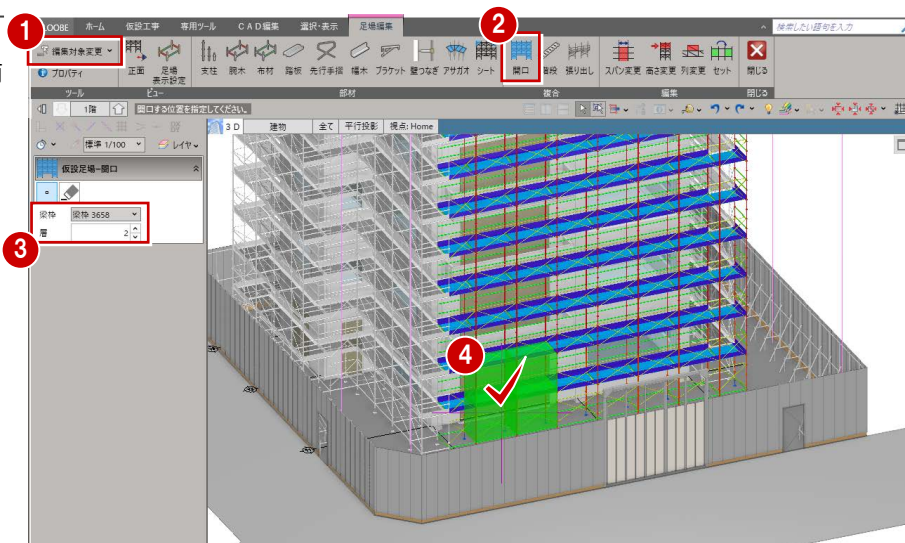 LOOBE ホーム 仮設工事 専用ツール CAD編集 選択・表示 足場編集 検索したい語句を入力
1
2
編集対象変更
プロパティ
正面 足場表示設定
支柱 腕木 布材 踏板 先行手摺 幅木 ブラケット 壁つなぎ アサガオ シート
開口 階段 張り出し
スパン変更 高さ変更 列変更 セット
閉じる
ツール ビュー 部材 複合 編集 閉じる
1階 開口する位置を指定してください。
3D 建物 全て 平行投影 視点: Home
標準 1/100 レイヤ
仮設足場-開口
梁枠 梁枠 3658
層 2
3
4